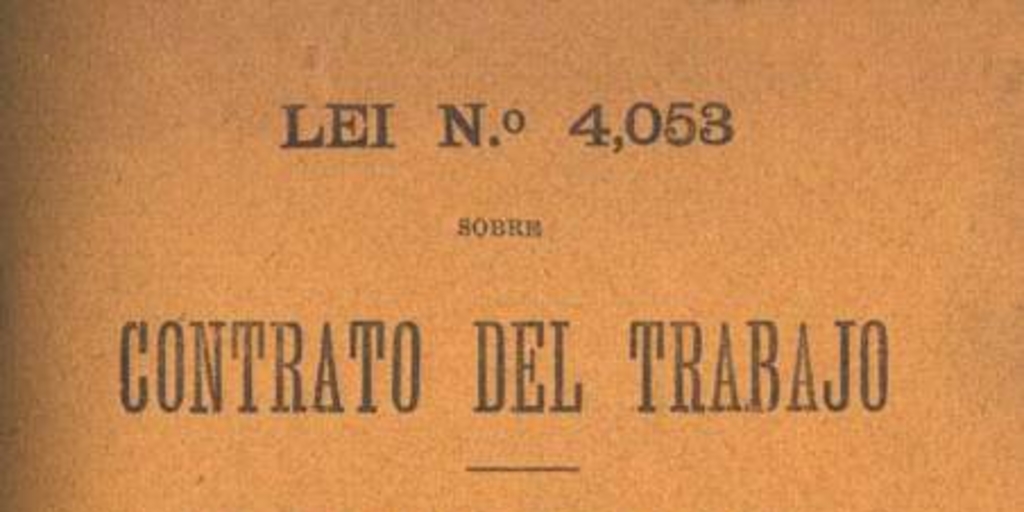 LEI N.º 4,053
SOBRE
CONTRATO DEL TRABAJO